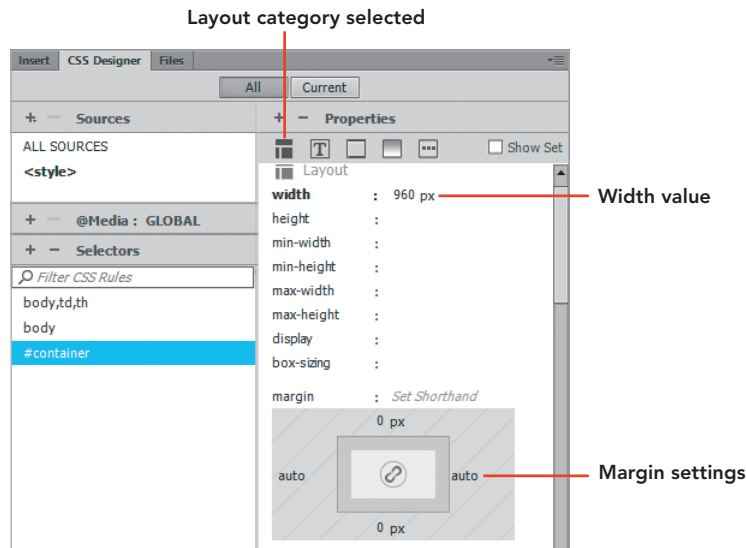 Layout category selected
Insert CSS Designer Files
All Current
+ − Sources
ALL SOURCES
<style>
+ − @Media : GLOBAL
+ − Selectors
Filter CSS Rules
body,td,th
body
#container
+ − Properties
T Show Set
Layout
width : 960 px
Width value
height :
min-width :
min-height :
max-width :
max-height :
display :
box-sizing :
margin : Set Shorthand
0 px
auto auto
Margin settings
0 px